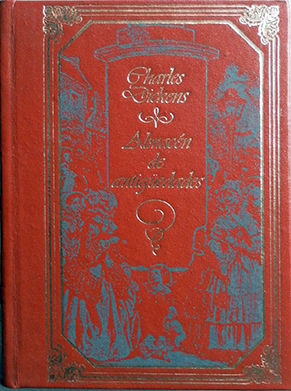 Charles
Dickens
Almacén
de
antigüedades